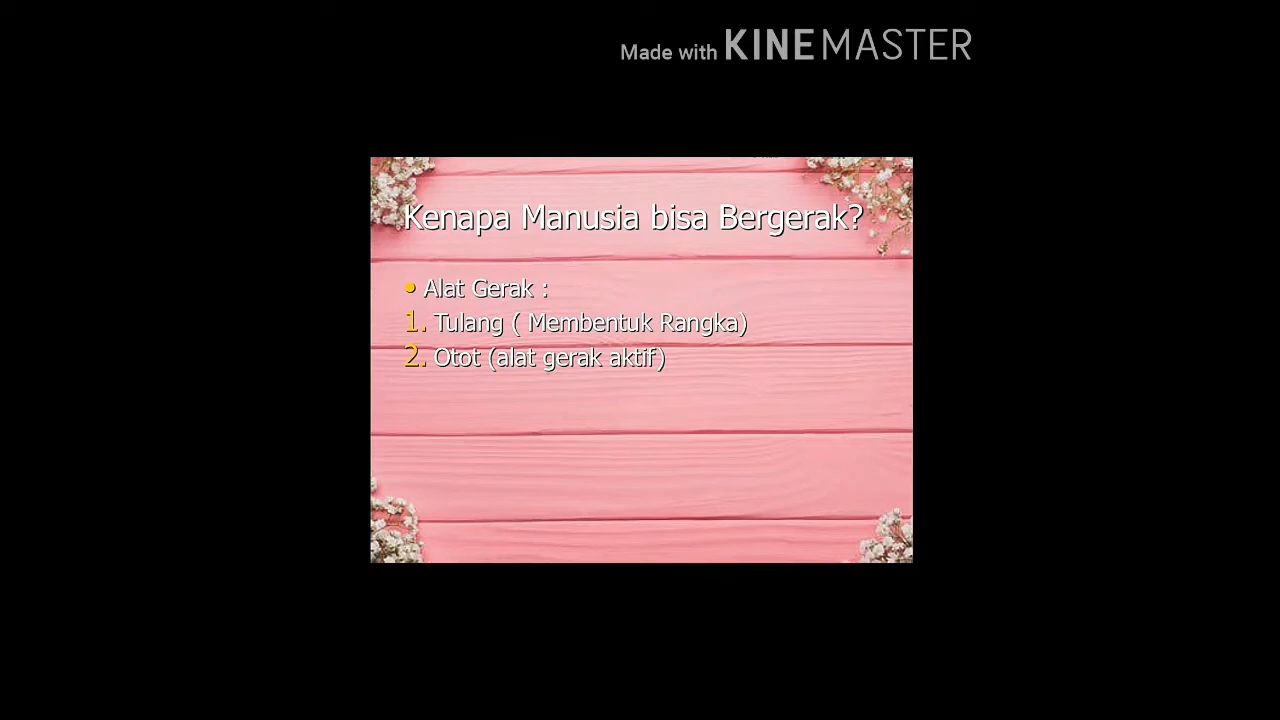 Made with KINEMASTER
Kenapa Manusia bisa Bergerak?
• Alat Gerak :
1. Tulang ( Membentuk Rangka)
2. Otot (alat gerak aktif)